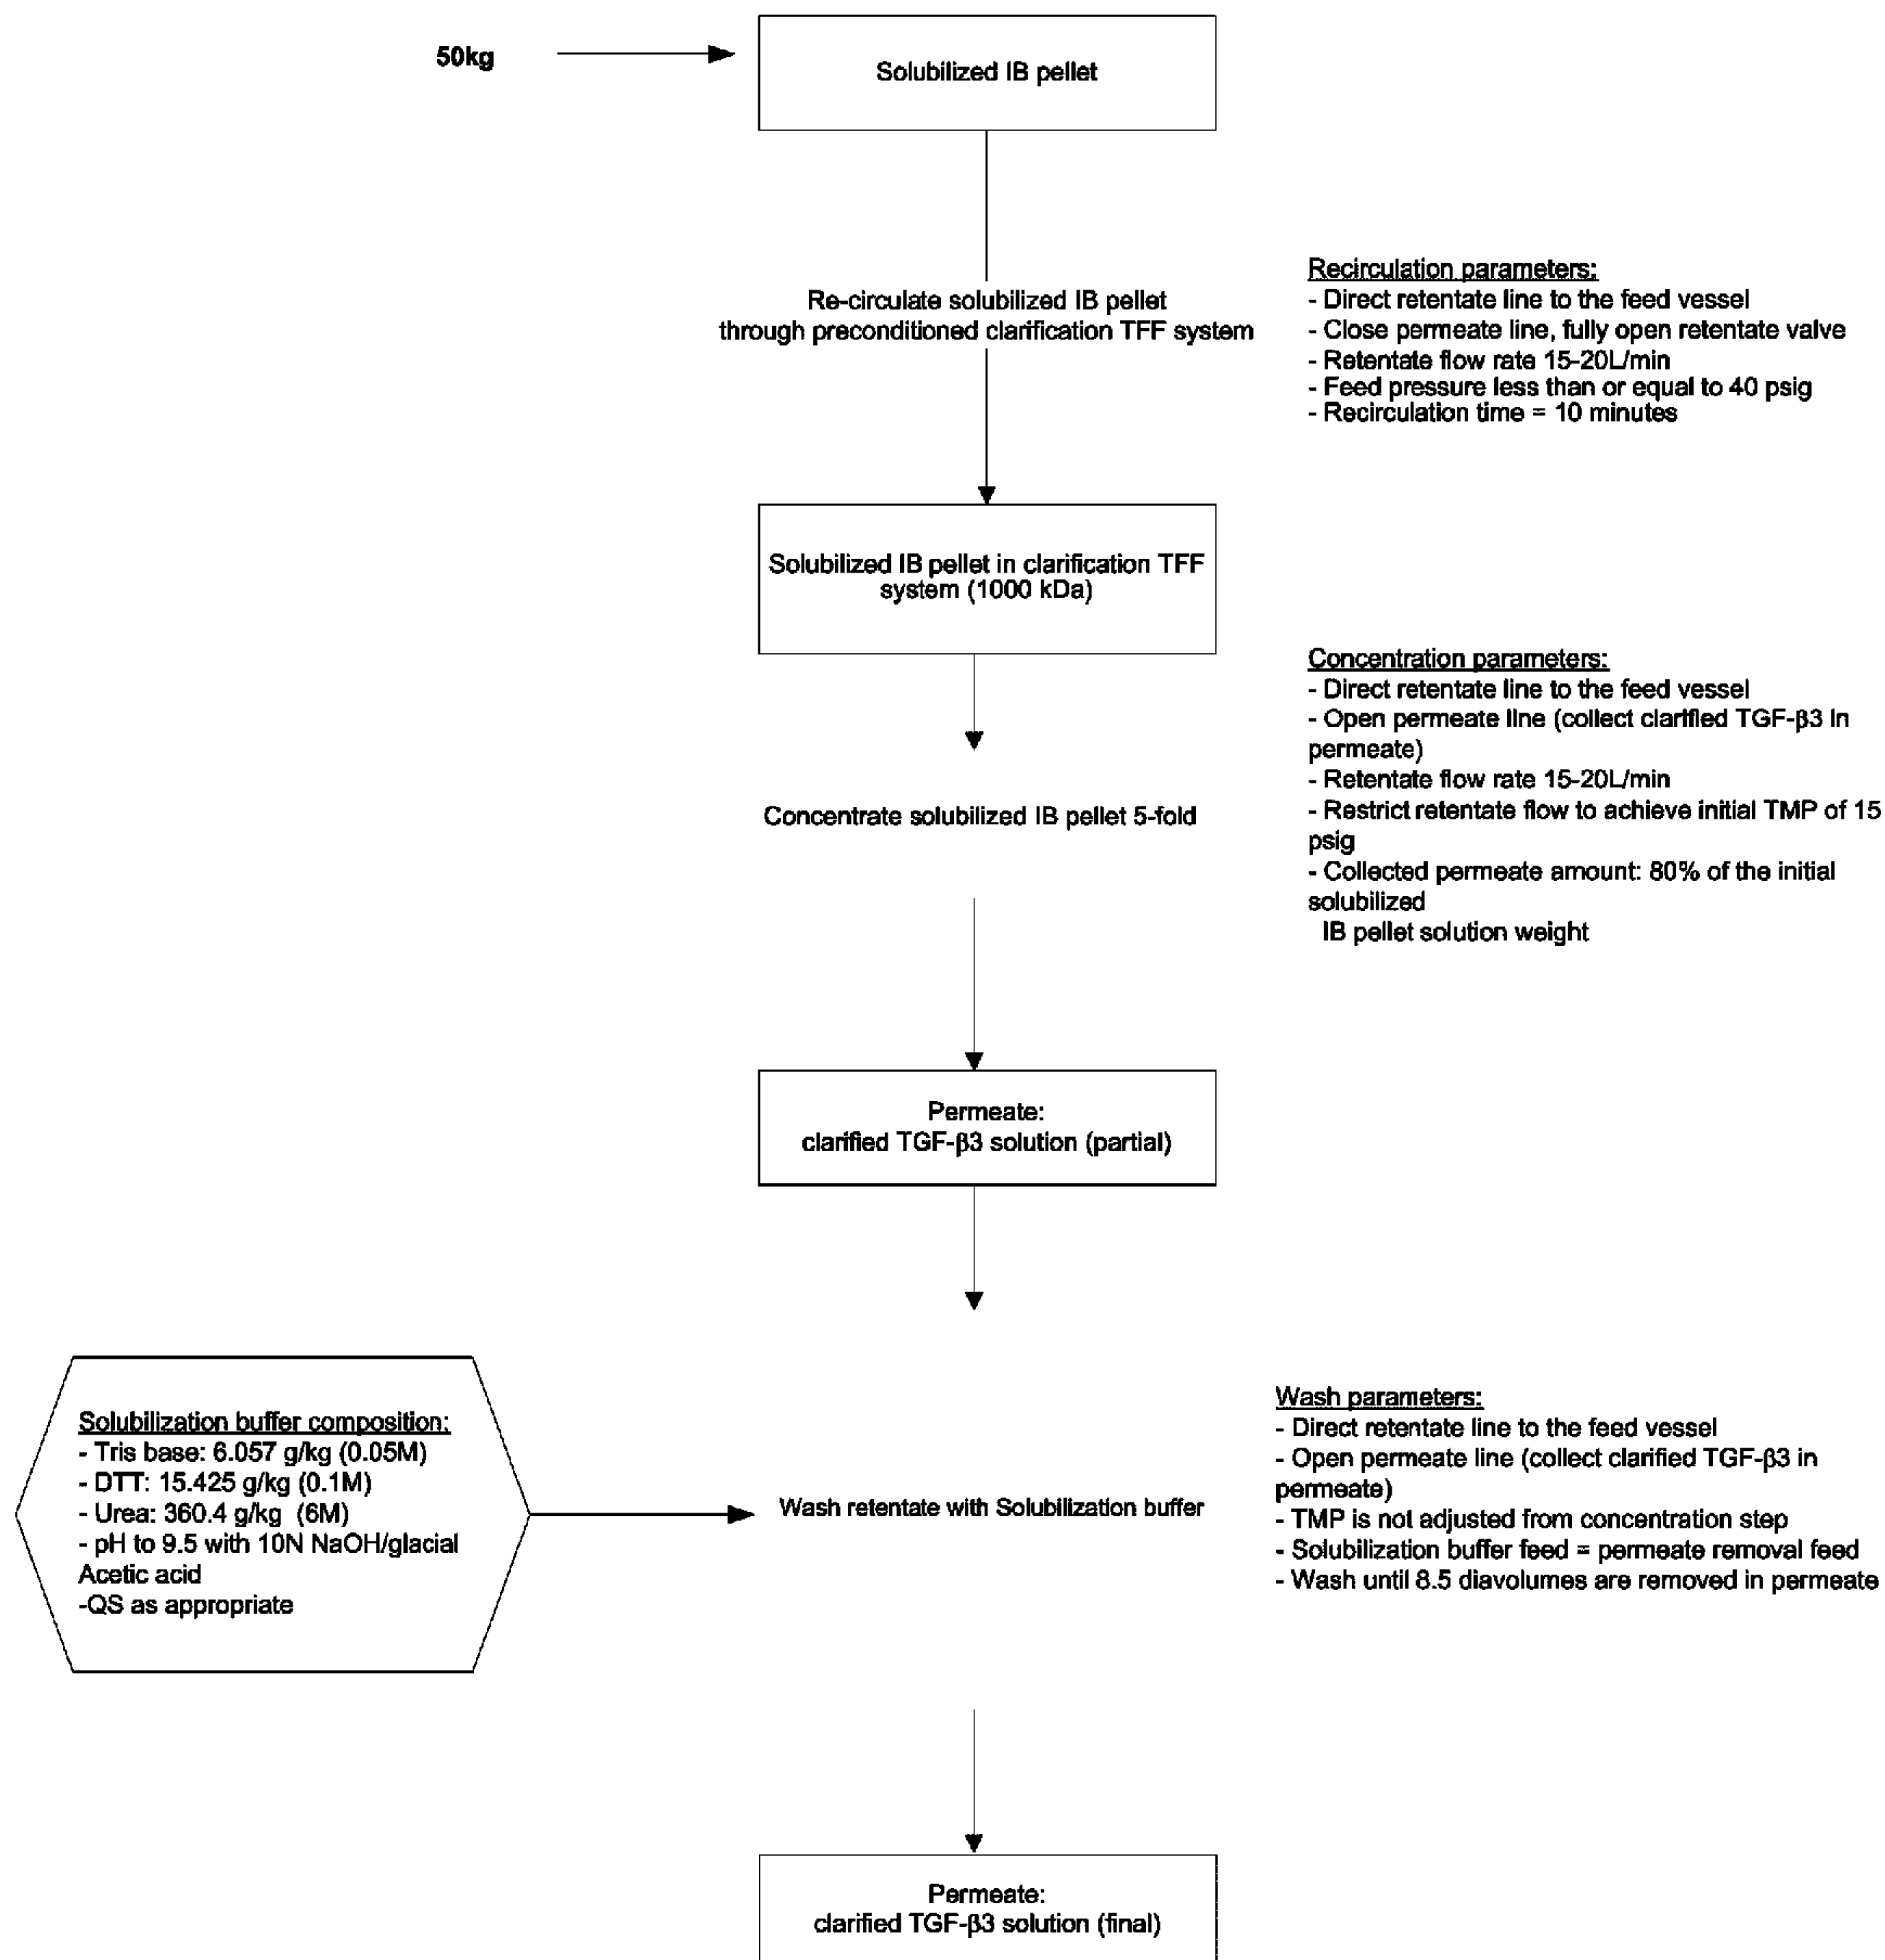 50kg
Solubilized IB pellet
Re-circulate solubilized IB pellet
through preconditioned clarification TFF system
Recirculation parameters:
- Direct retentate line to the feed vessel
- Close permeate line, fully open retentate valve
- Retentate flow rate 15-20L/min
- Feed pressure less than or equal to 40 psig
- Recirculation time = 10 minutes
Solubilized IB pellet in clarification TFF
system (1000 kDa)
Concentration parameters:
- Direct retentate line to the feed vessel
- Open permeate line (collect clarified TGF-β3 in
permeate)
- Retentate flow rate 15-20L/min
- Restrict retentate flow to achieve initial TMP of 15
psig
- Collected permeate amount: 80% of the initial
solubilized
IB pellet solution weight
Concentrate solubilized IB pellet 5-fold
Permeate:
clarified TGF-β3 solution (partial)
Solubilization buffer composition:
- Tris base: 6.057 g/kg (0.05M)
- DTT: 15.425 g/kg (0.1M)
- Urea: 360.4 g/kg (6M)
- pH to 9.5 with 10N NaOH/glacial
Acetic acid
-QS as appropriate
Wash retentate with Solubilization buffer
Wash parameters:
- Direct retentate line to the feed vessel
- Open permeate line (collect clarified TGF-β3 in
permeate)
- TMP is not adjusted from concentration step
- Solubilization buffer feed = permeate removal feed
- Wash until 8.5 diavolumes are removed in permeate
Permeate:
clarified TGF-β3 solution (final)